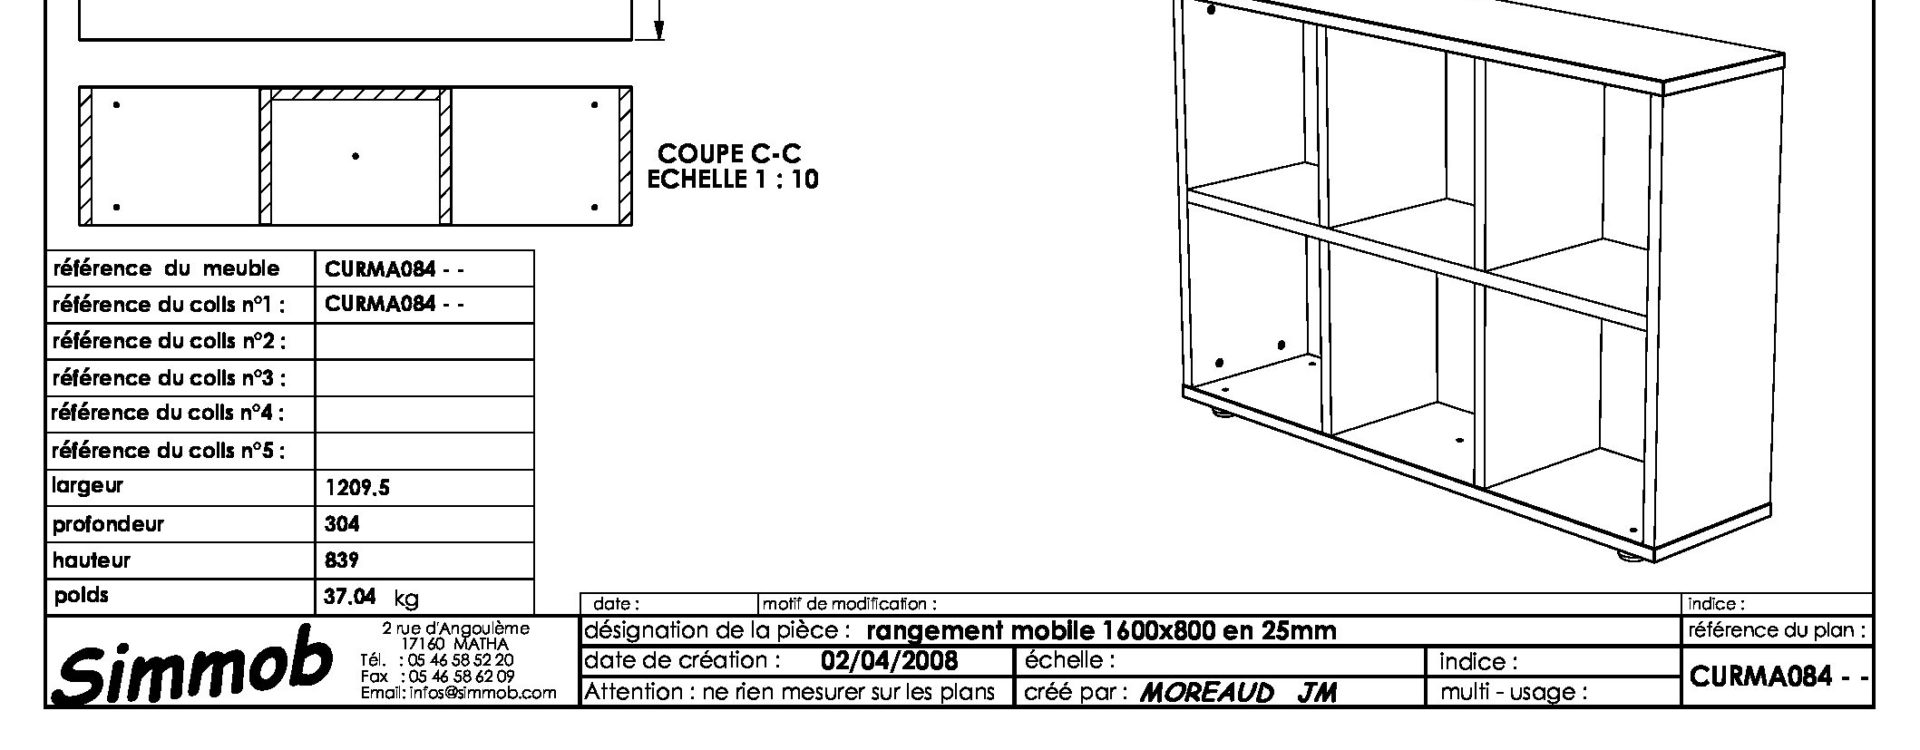 COUPE C-C
ECHELLE 1 : 10
référence du meuble CURMA084 - -
référence du colis n°1 : CURMA084 - -
référence du colis n°2 :
référence du colis n°3 :
référence du colis n°4 :
référence du colis n°5 :
largeur 1209.5
profondeur 304
hauteur 839
poids 37.04 kg
Simmob
2 rue d'Angoulème
17160 MATHA
Tél. : 05 46 58 52 20
Fax : 05 46 58 62 09
Email: infos@simmob.com
date : motif de modification : indice :
désignation de la pièce : rangement mobile 1600x800 en 25mm référence du plan :
date de création : 02/04/2008 échelle : indice : CURMA084 - -
Attention : ne rien mesurer sur les plans créé par : MOREAUD JM multi - usage :